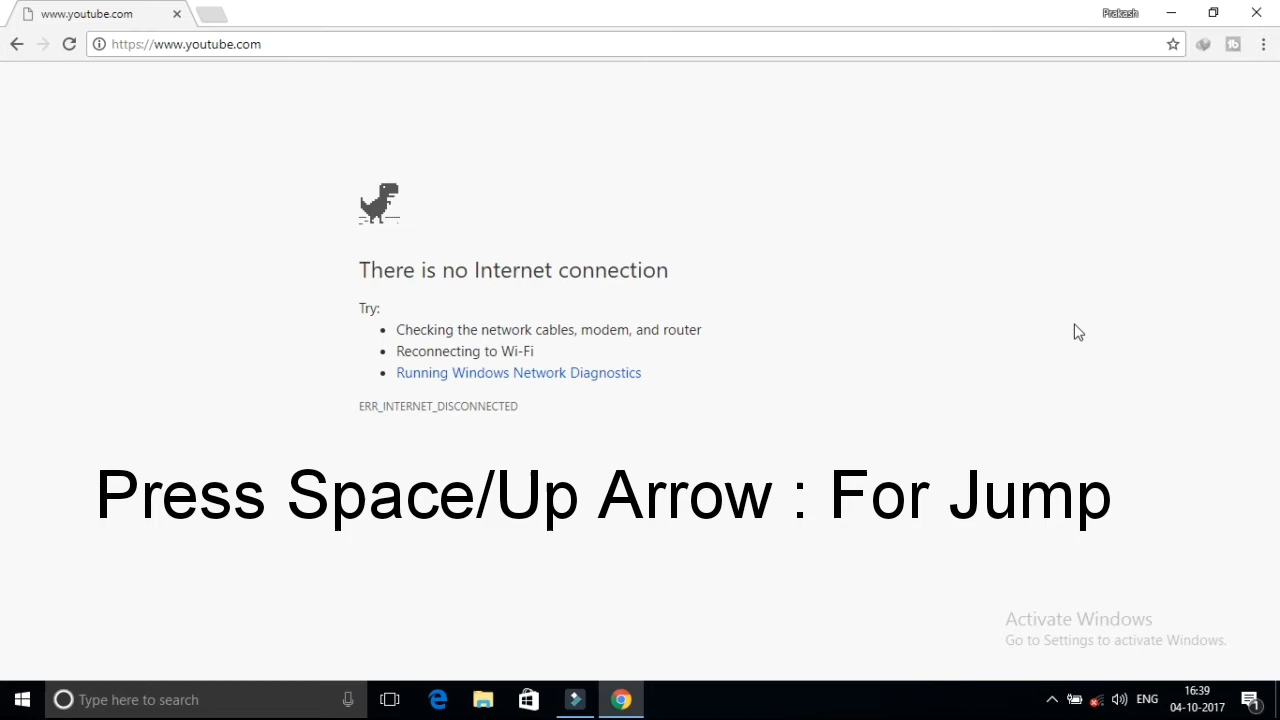 www.youtube.com
Prakash
https://www.youtube.com
There is no Internet connection
Try:
Checking the network cables, modem, and router
Reconnecting to Wi-Fi
Running Windows Network Diagnostics
ERR_INTERNET_DISCONNECTED
Press Space/Up Arrow : For Jump
Activate Windows
Go to Settings to activate Windows.
Type here to search
ENG
16:39
04-10-2017
1